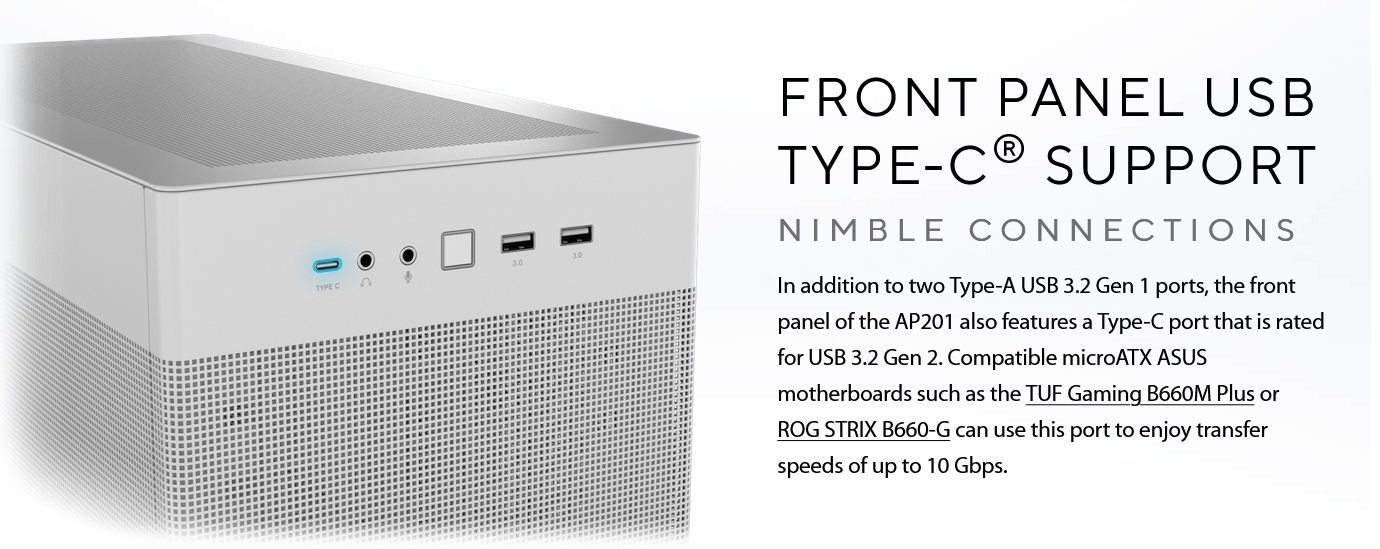 FRONT PANEL USB
TYPE-C® SUPPORT
NIMBLE CONNECTIONS
In addition to two Type-A USB 3.2 Gen 1 ports, the front
panel of the AP201 also features a Type-C port that is rated
for USB 3.2 Gen 2. Compatible microATX ASUS
motherboards such as the TUF Gaming B660M Plus or
ROG STRIX B660-G can use this port to enjoy transfer
speeds of up to 10 Gbps.
TYPE C
3.0
3.0